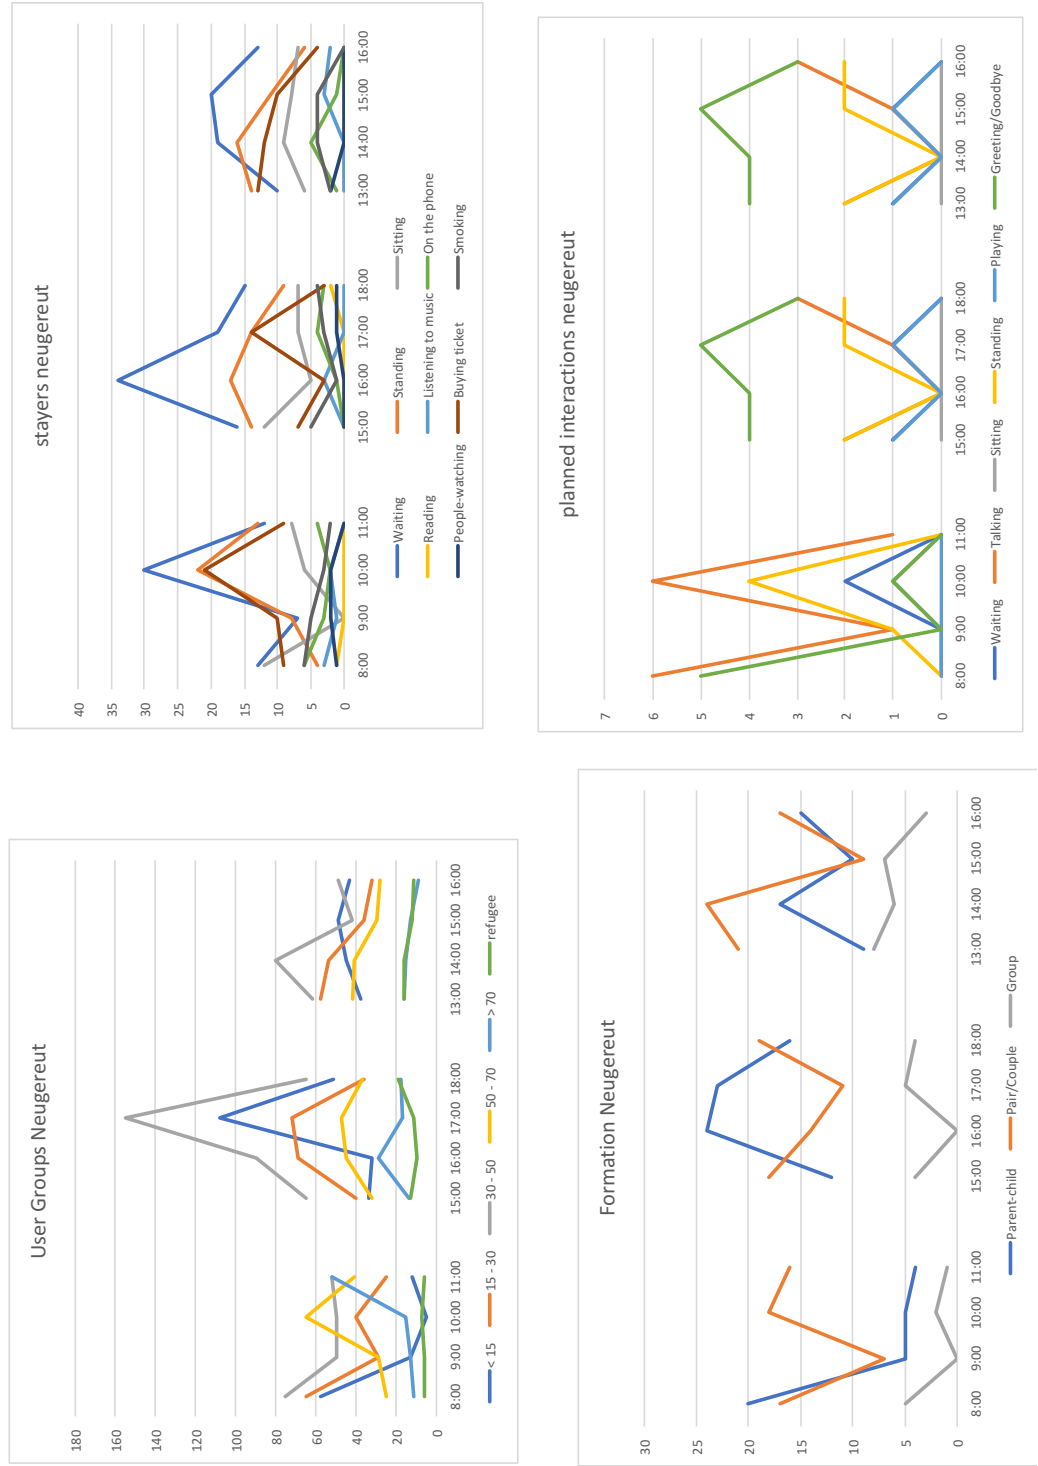 User Groups Neugereut
180
160
140
120
100
80
60
40
20
0
8:00 9:00 10:00 11:00 15:00 16:00 17:00 18:00 13:00 14:00 15:00 16:00
< 15 15 - 30 30 - 50 50 - 70 > 70 refugee
stayers neugereut
40
35
30
25
20
15
10
5
0
8:00 9:00 10:00 11:00 15:00 16:00 17:00 18:00 13:00 14:00 15:00 16:00
Waiting Standing Sitting
Reading Listening to music On the phone
People-watching Buying ticket Smoking
Formation Neugereut
30
25
20
15
10
5
0
8:00 9:00 10:00 11:00 15:00 16:00 17:00 18:00 13:00 14:00 15:00 16:00
Parent-child Pair/Couple Group
planned interactions neugereut
7
6
5
4
3
2
1
0
8:00 9:00 10:00 11:00 15:00 16:00 17:00 18:00 13:00 14:00 15:00 16:00
Waiting Talking Sitting Standing Playing Greeting/Goodbye